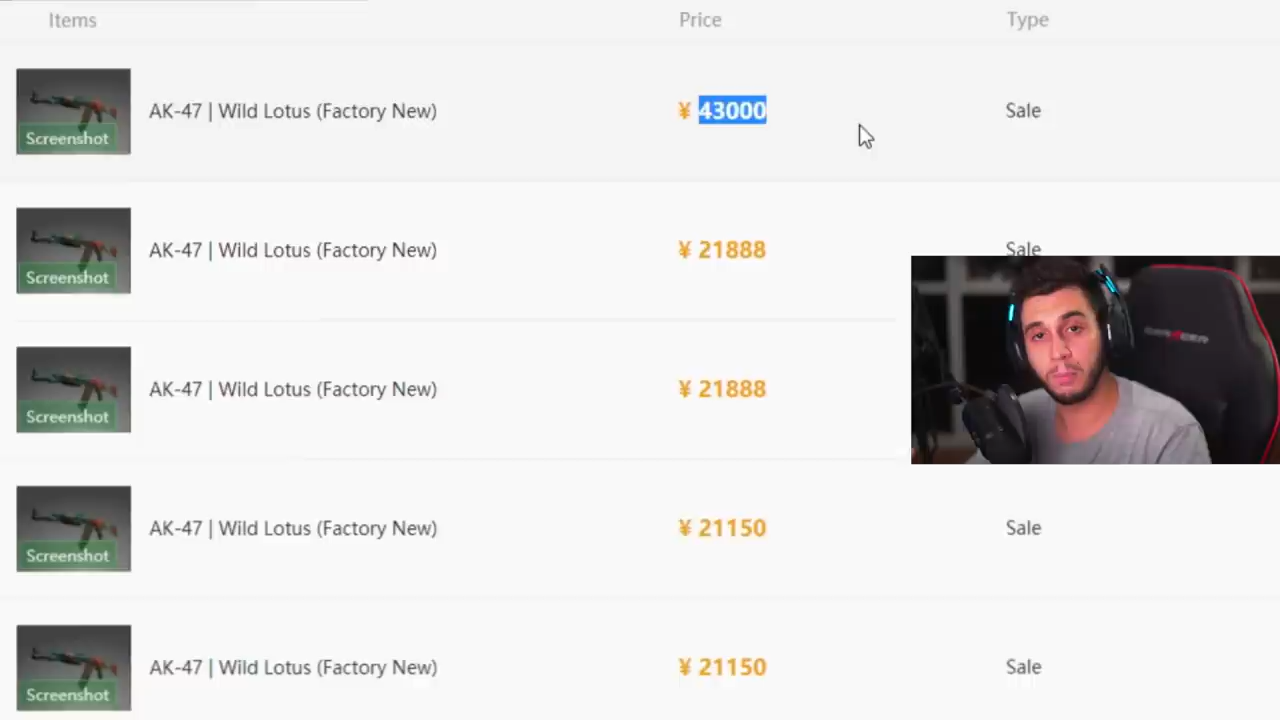 Items Price Type
AK-47 | Wild Lotus (Factory New) ¥ 43000 Sale
Screenshot
AK-47 | Wild Lotus (Factory New) ¥ 21888 Sale
Screenshot
AK-47 | Wild Lotus (Factory New) ¥ 21888
Screenshot
AK-47 | Wild Lotus (Factory New) ¥ 21150 Sale
Screenshot
AK-47 | Wild Lotus (Factory New) ¥ 21150 Sale
Screenshot